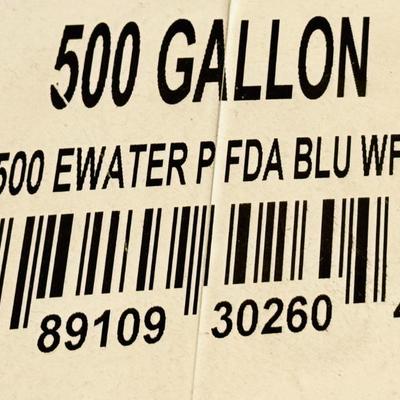 500 GALLON
500 EWATER P FDA BLU WF
89109 30260